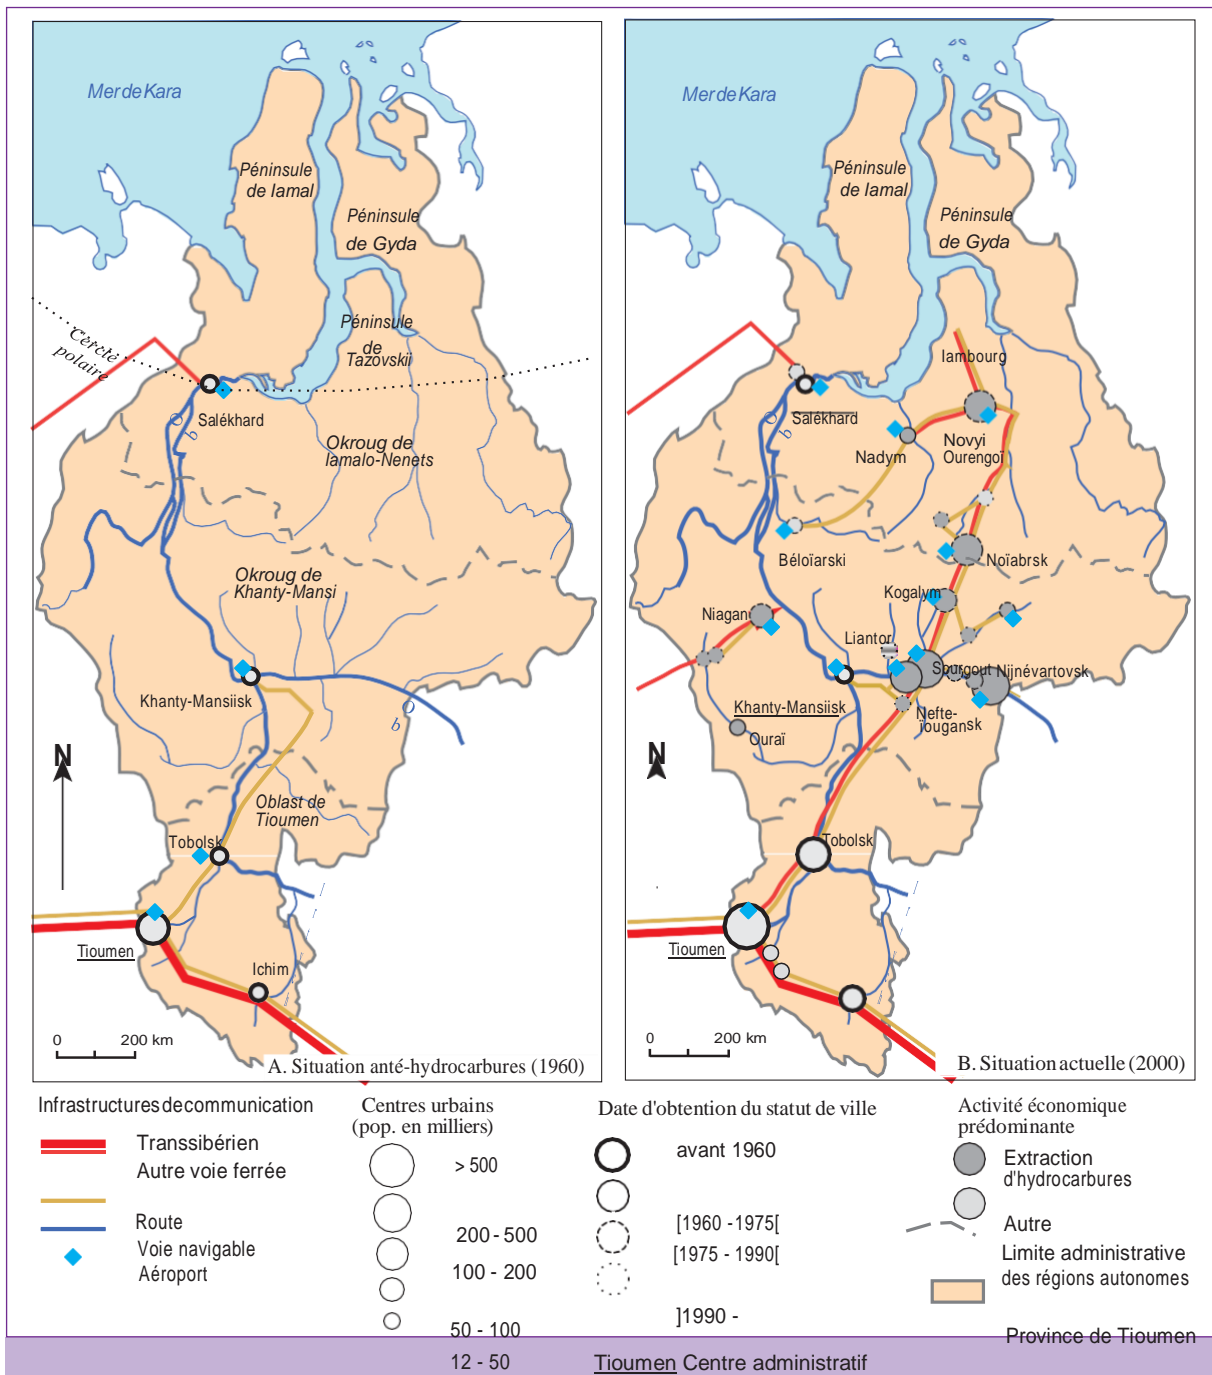 Mer de Kara
Péninsule
de Iamal
Péninsule
de Gyda
Péninsule
de
Tazovskii
Cercle
polaire
Salékhard
Ob
Okroug de
Iamalo-Nenets
Okroug de
Khanty-Mansi
Khanty-Mansiisk
Ob
N
Oblast de
Tioumen
Tobolsk
Tioumen
Ichim
0 200 km
A. Situation anté-hydrocarbures (1960)
Mer de Kara
Péninsule
de Iamal
Péninsule
de Gyda
Iambourg
Salékhard
Ob
Nadym
Novyi
Ourengoï
Béloïarski
Noïabrsk
Kogalym
Niagan
Liantor
Sourgout
Nijnévartovsk
Khanty-Mansiisk
Nefte-
ïougansk
Ouraï
N
Tobolsk
Tioumen
0 200 km
B. Situation actuelle (2000)
Infrastructures de communication
Transsibérien
Autre voie ferrée
Route
Voie navigable
Aéroport
Centres urbains
(pop. en milliers)
> 500
200 - 500
100 - 200
50 - 100
12 - 50
Date d'obtention du statut de ville
avant 1960
[1960 -1975[
[1975 - 1990[
]1990 -
Tioumen Centre administratif
Activité économique
prédominante
Extraction
d'hydrocarbures
Autre
Limite administrative
des régions autonomes
Province de Tioumen